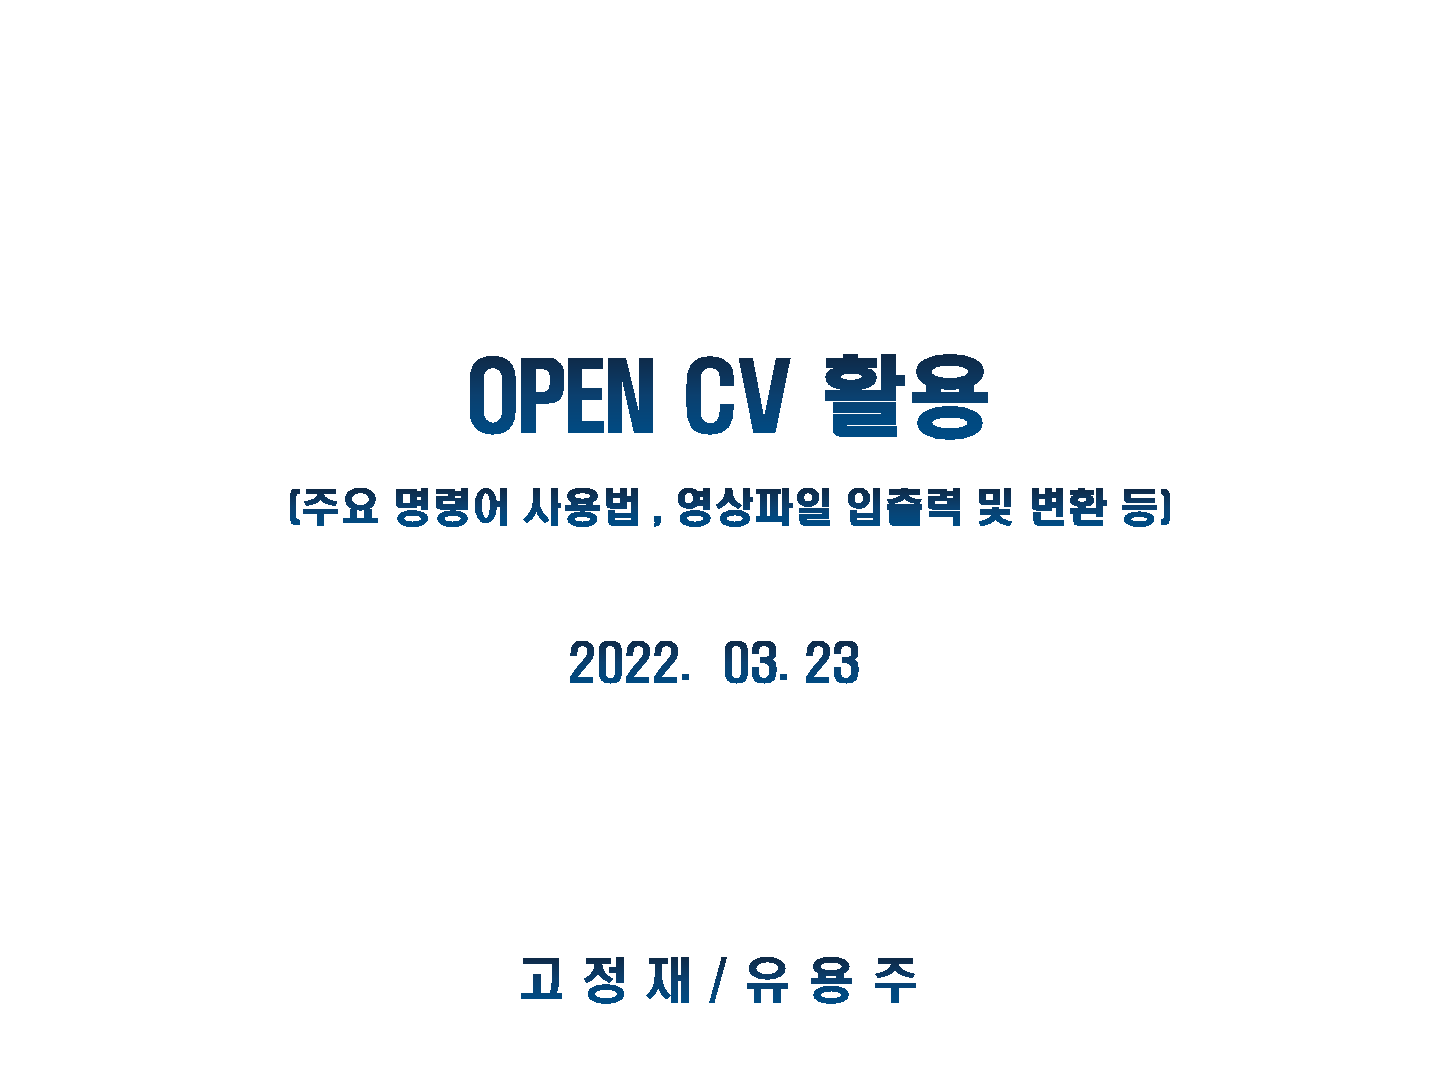 OPEN CV 활용
(주요 명령어 사용법 , 영상파일 입출력 및 변환 등)
2022. 03. 23
고 정 재 / 유 용 주